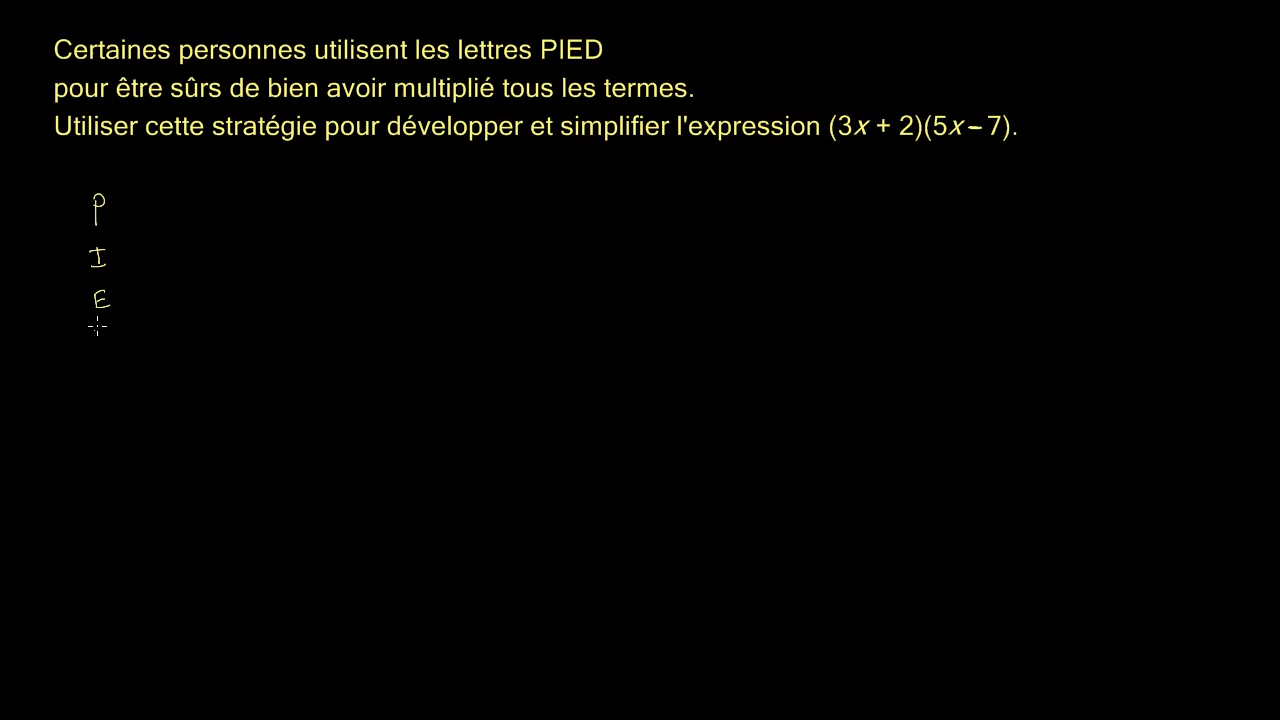 Certaines personnes utilisent les lettres PIED
pour être sûrs de bien avoir multiplié tous les termes.
Utiliser cette stratégie pour développer et simplifier l'expression (3x + 2)(5x – 7).
P
I
E